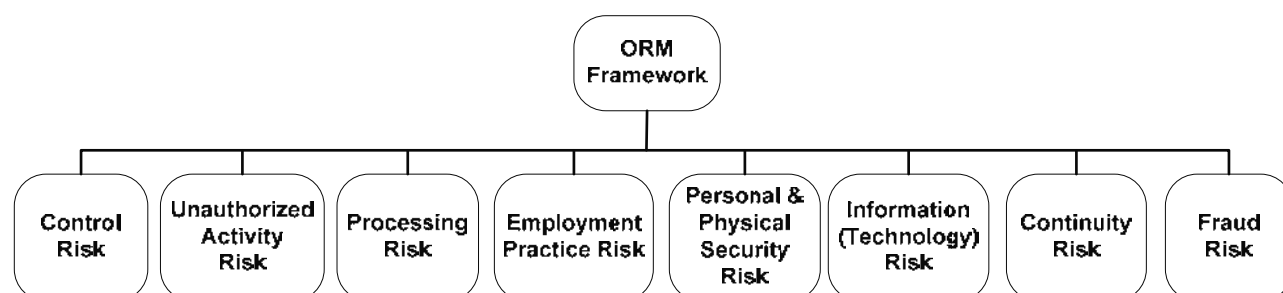 ORM
Framework
Control
Risk
Unauthorized
Activity
Risk
Processing
Risk
Employment
Practice Risk
Personal &
Physical
Security
Risk
Information
(Technology)
Risk
Continuity
Risk
Fraud
Risk